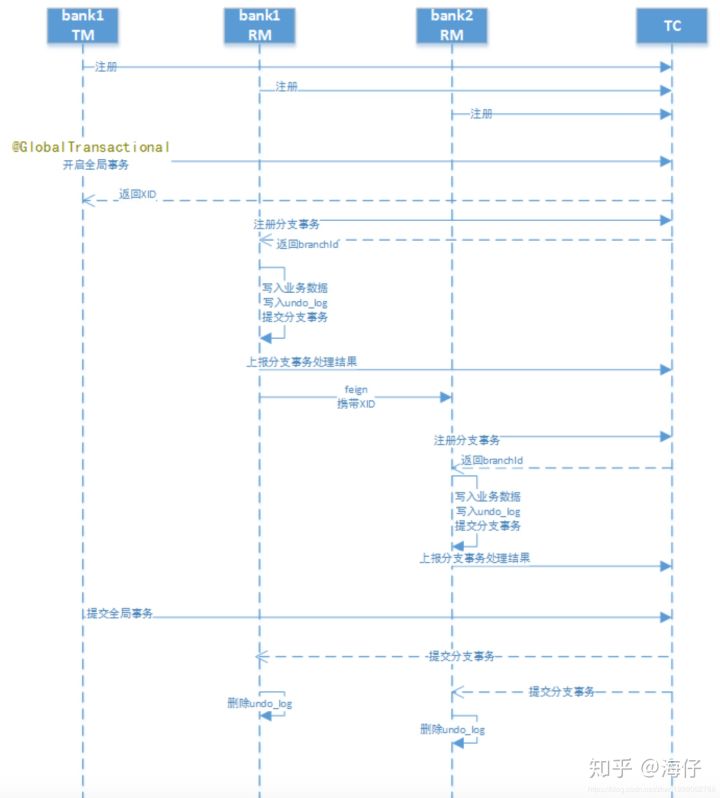 bank1
TM
bank1
RM
bank2
RM
TC
注册
注册
注册
@GlobalTransactional
开启全局事务
返回XID
注册分支事务
返回branchId
写入业务数据
写入undo_log
提交分支事务
上报分支事务处理结果
feign
携带XID
注册分支事务
返回branchId
写入业务数据
写入undo_log
提交分支事务
上报分支事务处理结果
提交全局事务
提交分支事务
提交分支事务
删除undo_log
删除undo_log
知乎 @海仔